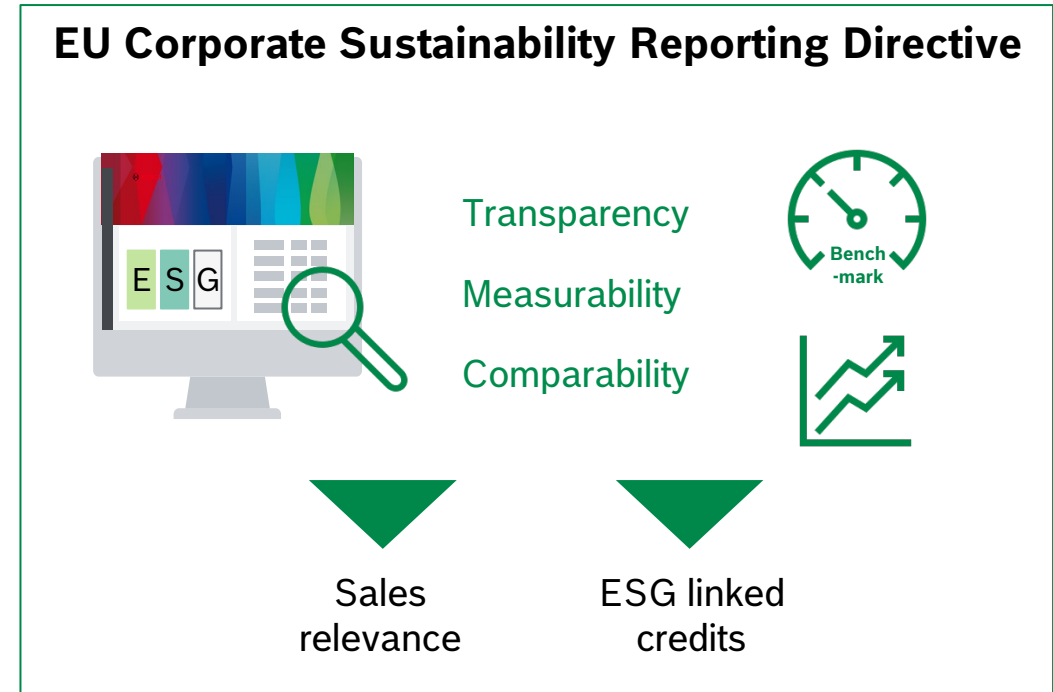 EU Corporate Sustainability Reporting Directive
E S G
Transparency
Bench
-mark
Measurability
Comparability
Sales
relevance
ESG linked
credits